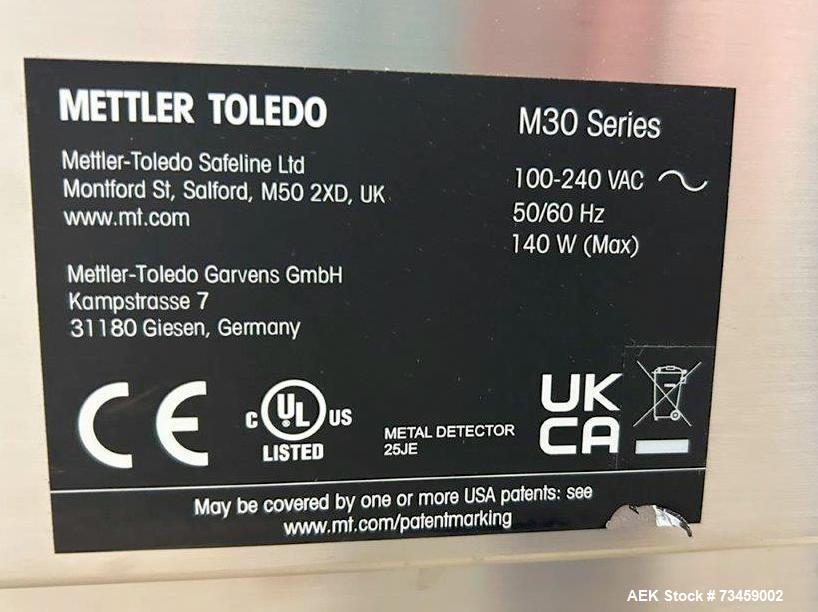 METTLER TOLEDO
Mettler-Toledo Safeline Ltd
Montford St, Salford, M50 2XD, UK
www.mt.com
Mettler-Toledo Garvens GmbH
Kampstrasse 7
31180 Giesen, Germany
M30 Series
100-240 VAC
50/60 Hz
140 W (Max)
CE
C UL US
LISTED
METAL DETECTOR
25JE
UK
CA
May be covered by one or more USA patents: see
www.mt.com/patentmarking
AEK Stock # 73459002